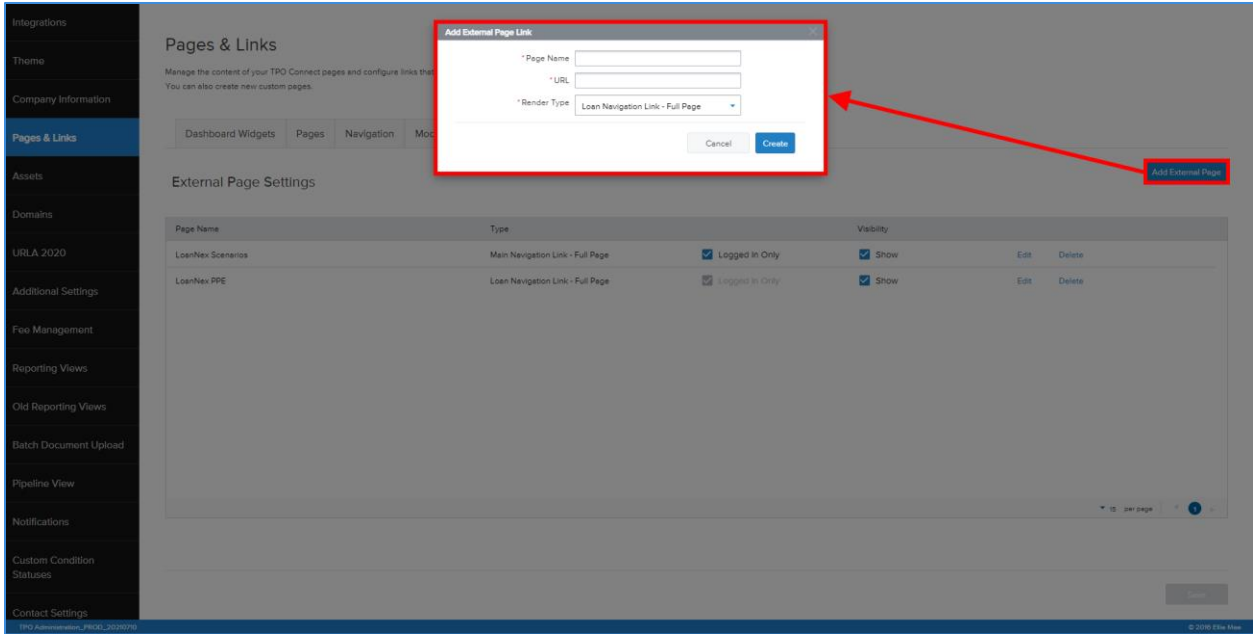 Integrations
Theme
Company Information
Pages & Links
Assets
Domains
URLA 2020
Additional Settings
Fee Management
Reporting Views
Old Reporting Views
Batch Document Upload
Pipeline View
Notifications
Custom Condition
Statuses
Contact Settings
Pages & Links
Manage the content of your TPO Connect pages and configure links that
You can also create new custom pages.
Dashboard Widgets Pages Navigation Moc
Add External Page Link
*Page Name
*URL
*Render Type Loan Navigation Link - Full Page
Cancel Create
External Page Settings
Add External Page
Page Name Type Visibility
LoanNex Scenarios Main Navigation Link - Full Page Logged In Only Show Edit Delete
LoanNex PPE Loan Navigation Link - Full Page Logged In Only Show Edit Delete
15 per page 1
Save
TPO Administration_PROD_20210710
© 2016 Ellie Mae